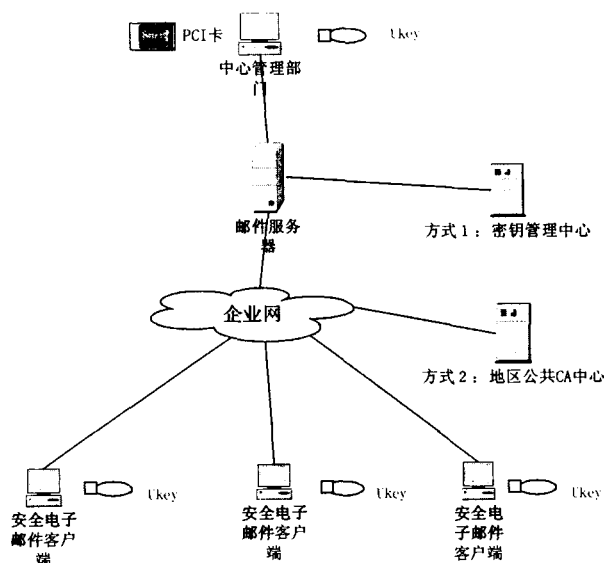 PCI卡
Ukey
中心管理部
门
邮件服务
器
方式1：密钥管理中心
企业网
方式2：地区公共CA中心
Ukey
Ukey
Ukey
安全电子
邮件客户
端
安全电子
邮件客户
端
安全电
子邮件
客户端